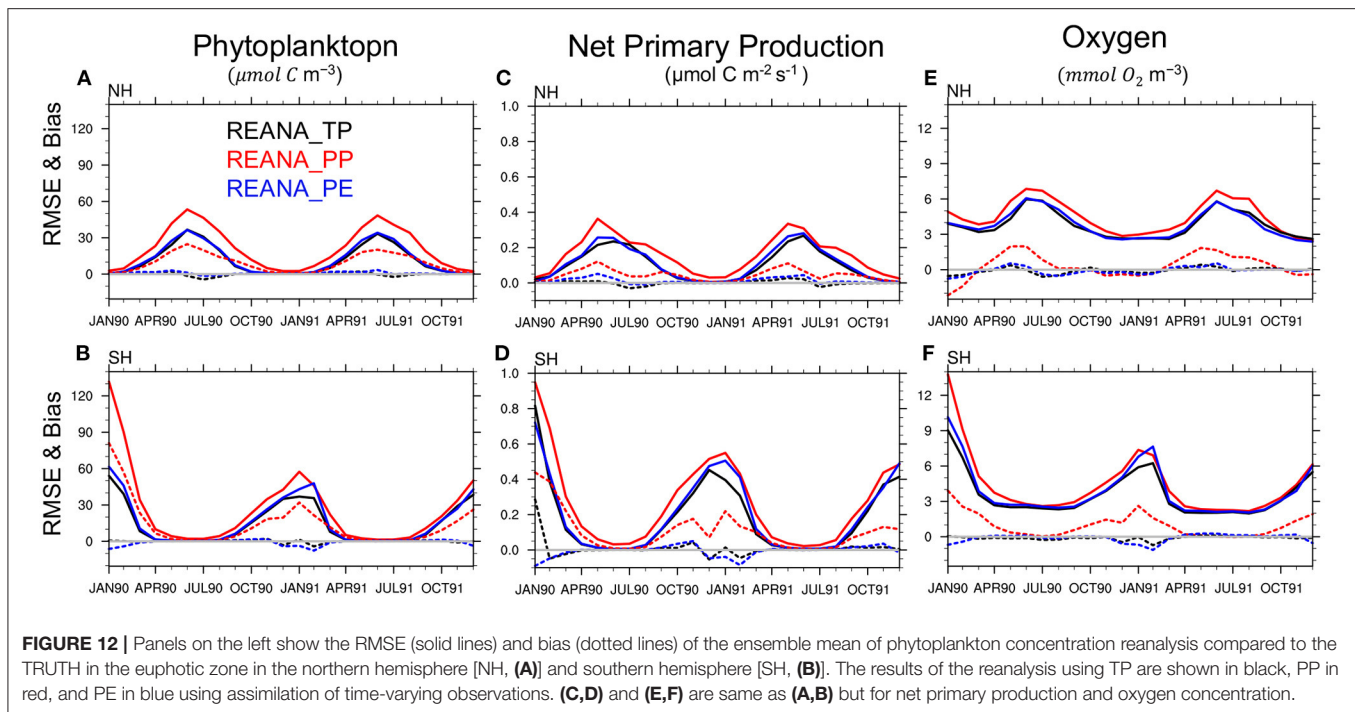 Phytoplanktopn
(μmol C m−3)
Net Primary Production
(μmol C m-2 s-1)
Oxygen
(mmol O2 m−3)
A
NH
RMSE & Bias
120
90
60
30
0
REANA_TP
REANA_PP
REANA_PE
JAN90 APR90 JUL90 OCT90 JAN91 APR91 JUL91 OCT91
C
NH
1.0
0.8
0.6
0.4
0.2
0.0
JAN90 APR90 JUL90 OCT90 JAN91 APR91 JUL91 OCT91
E
NH
12
9
6
3
0
JAN90 APR90 JUL90 OCT90 JAN91 APR91 JUL91 OCT91
B
SH
RMSE & Bias
120
90
60
30
0
JAN90 APR90 JUL90 OCT90 JAN91 APR91 JUL91 OCT91
D
SH
1.0
0.8
0.6
0.4
0.2
0.0
JAN90 APR90 JUL90 OCT90 JAN91 APR91 JUL91 OCT91
F
SH
12
9
6
3
0
JAN90 APR90 JUL90 OCT90 JAN91 APR91 JUL91 OCT91
FIGURE 12 | Panels on the left show the RMSE (solid lines) and bias (dotted lines) of the ensemble mean of phytoplankton concentration reanalysis compared to the
TRUTH in the euphotic zone in the northern hemisphere [NH, (A)] and southern hemisphere [SH, (B)]. The results of the reanalysis using TP are shown in black, PP in
red, and PE in blue using assimilation of time-varying observations. (C,D) and (E,F) are same as (A,B) but for net primary production and oxygen concentration.